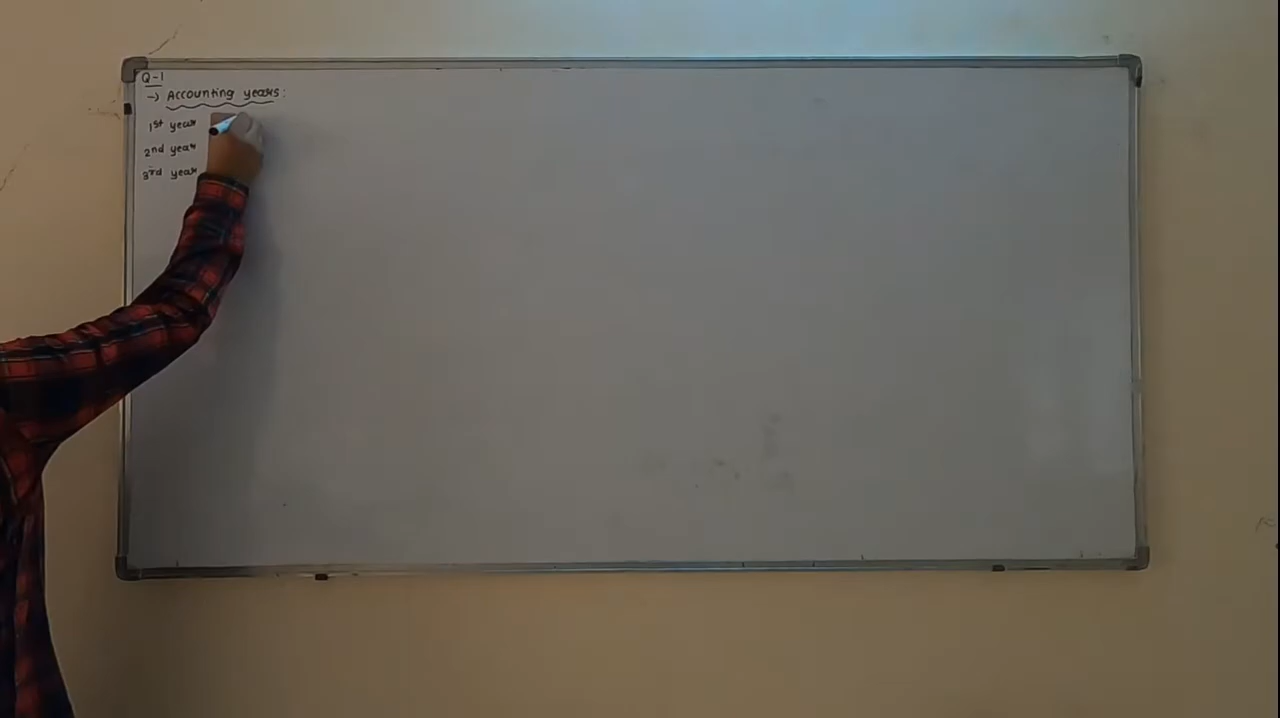 Q-1
→ Accounting years:
1st year
2nd year
3rd year